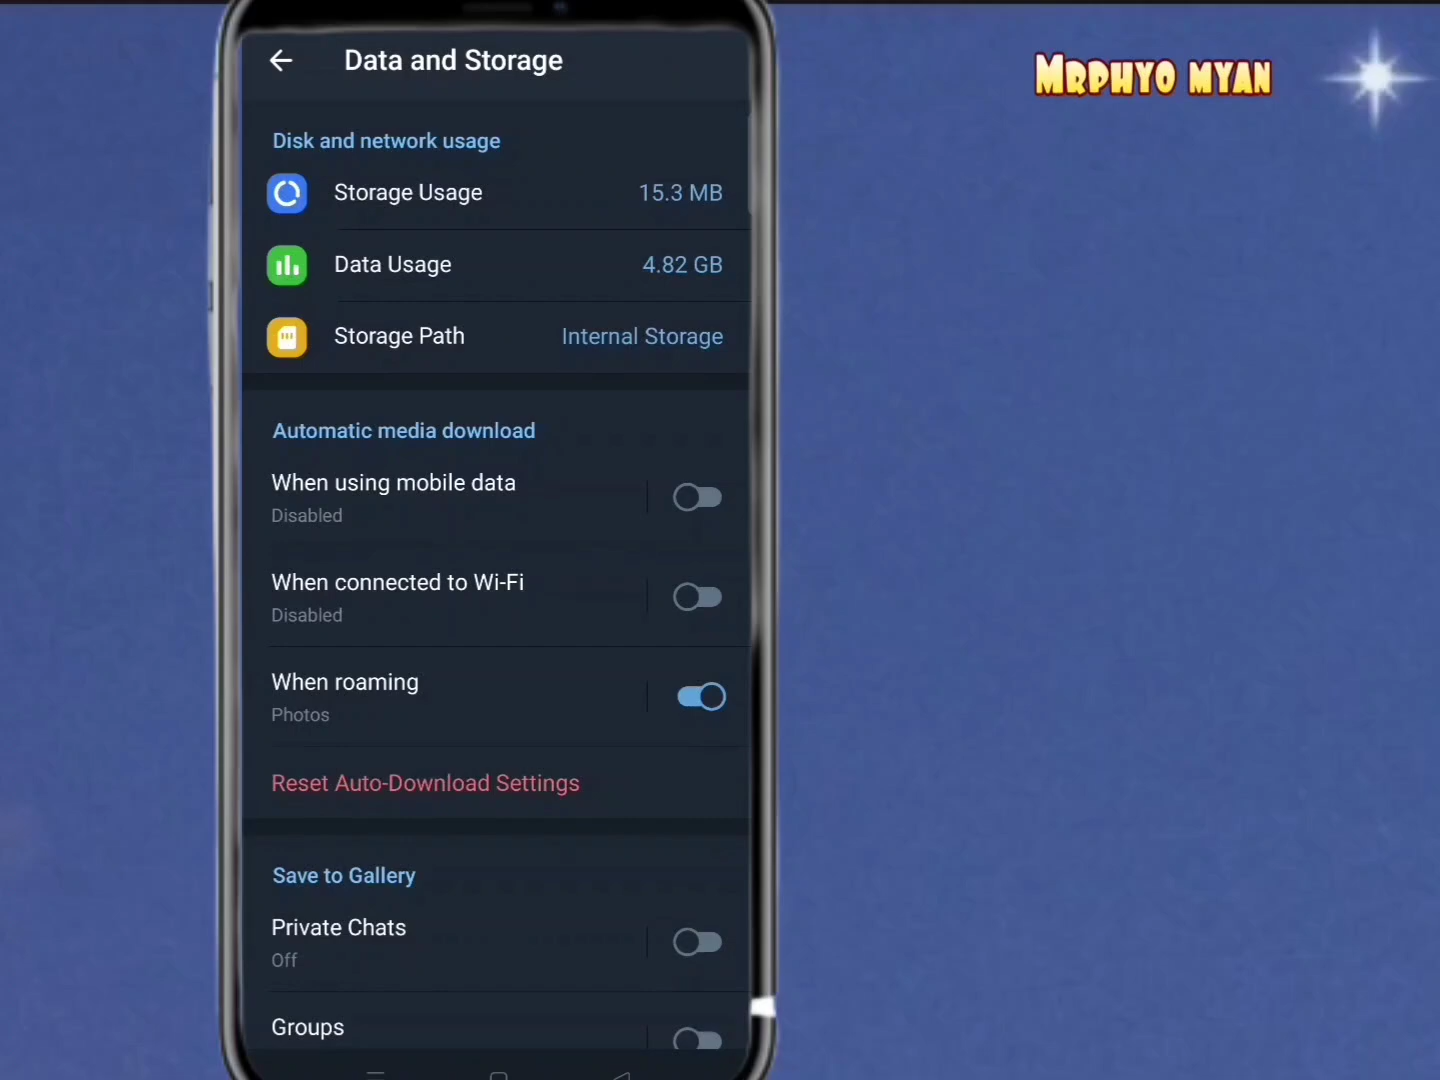 Data and Storage
MRPHYO MYAN
Disk and network usage
Storage Usage 15.3 MB
Data Usage 4.82 GB
Storage Path Internal Storage
Automatic media download
When using mobile data
Disabled
When connected to Wi-Fi
Disabled
When roaming
Photos
Reset Auto-Download Settings
Save to Gallery
Private Chats
Off
Groups